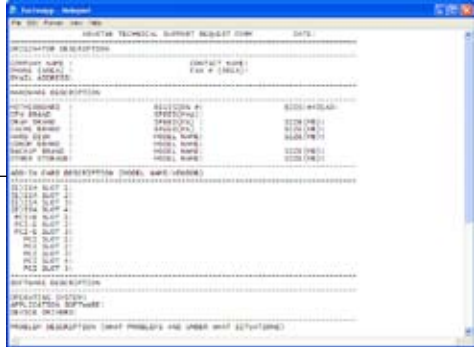 File Edit Format View Help
ASUSTEK TECHNICAL SUPPORT REQUEST FORM DATE:
ORIGINATOR DESCRIPTION
COMPANY NAME : CONTACT NAME:
PHONE (AREA) : FAX # (AREA):
EMAIL ADDRESS:
HARDWARE DESCRIPTION
MOTHERBOARD : REVISION #:
CPU BRAND : SPEED(MHz):
DRAM BRAND : SPEED(ns): SIZE(MB):
CACHE BRAND : SPEED(ns): SIZE(KB):
HARD DISK : MODEL NAME: SIZE(MB):
CDROM BRAND : MODEL NAME:
BACKUP BRAND : MODEL NAME: SIZE(MB):
OTHER STORAGE: MODEL NAME: SIZE(MB):
ADD-IN CARD DESCRIPTION (MODEL NAME/VENDOR)
(E)ISA SLOT 1:
(E)ISA SLOT 2:
(E)ISA SLOT 3:
(E)ISA SLOT 4:
PCI-E SLOT 1:
PCI-E SLOT 2:
PCI-E SLOT 3:
PCI SLOT 1:
PCI SLOT 2:
PCI SLOT 3:
PCI SLOT 4:
PCI SLOT 5:
SOFTWARE DESCRIPTION
OPERATING SYSTEM:
APPLICATION SOFTWARE:
DEVICE DRIVERS:
PROBLEM DESCRIPTION (WHAT PROBLEMS AND UNDER WHAT SITUATIONS)